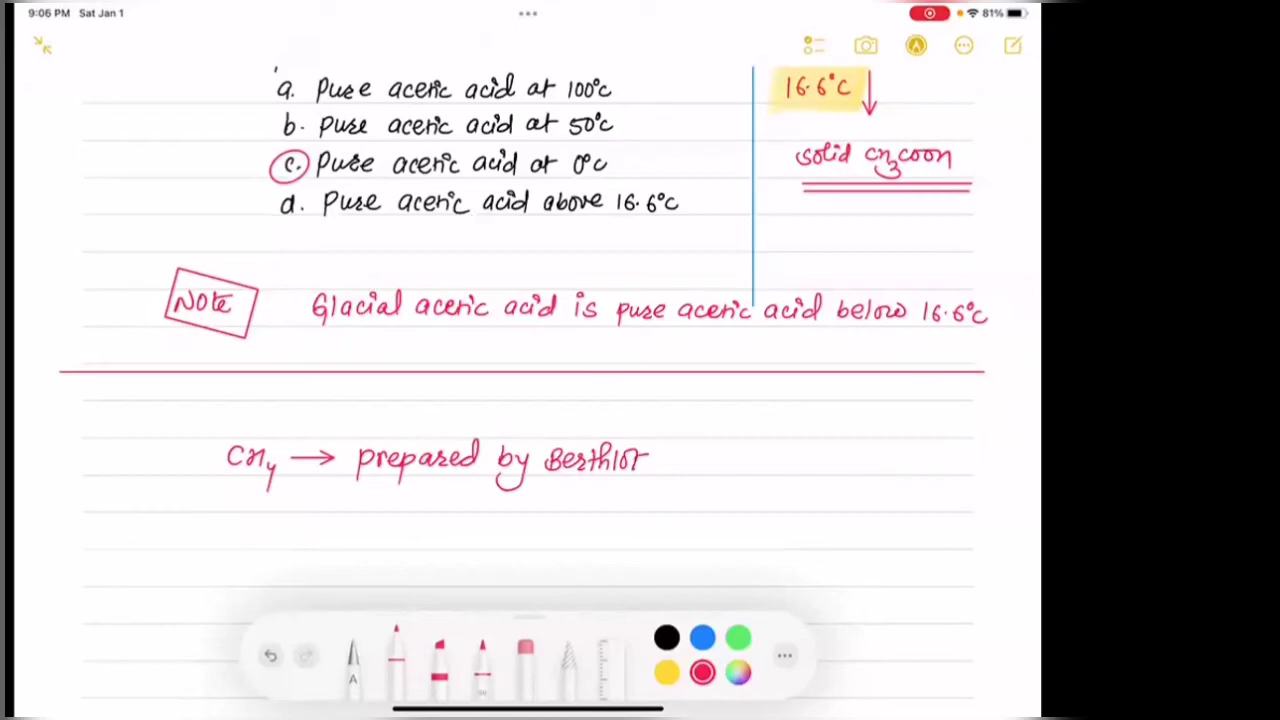 9:06 PM Sat Jan 1
81%
a. Pure acetic acid at 100°C
b. Pure acetic acid at 50°C
c. Pure acetic acid at 0°C
d. Pure acetic acid above 16.6°C
16.6°C ↓
solid CH3COOH
Note
Glacial acetic acid is pure acetic acid below 16.6°C
CH4 → prepared by Berthlot
A